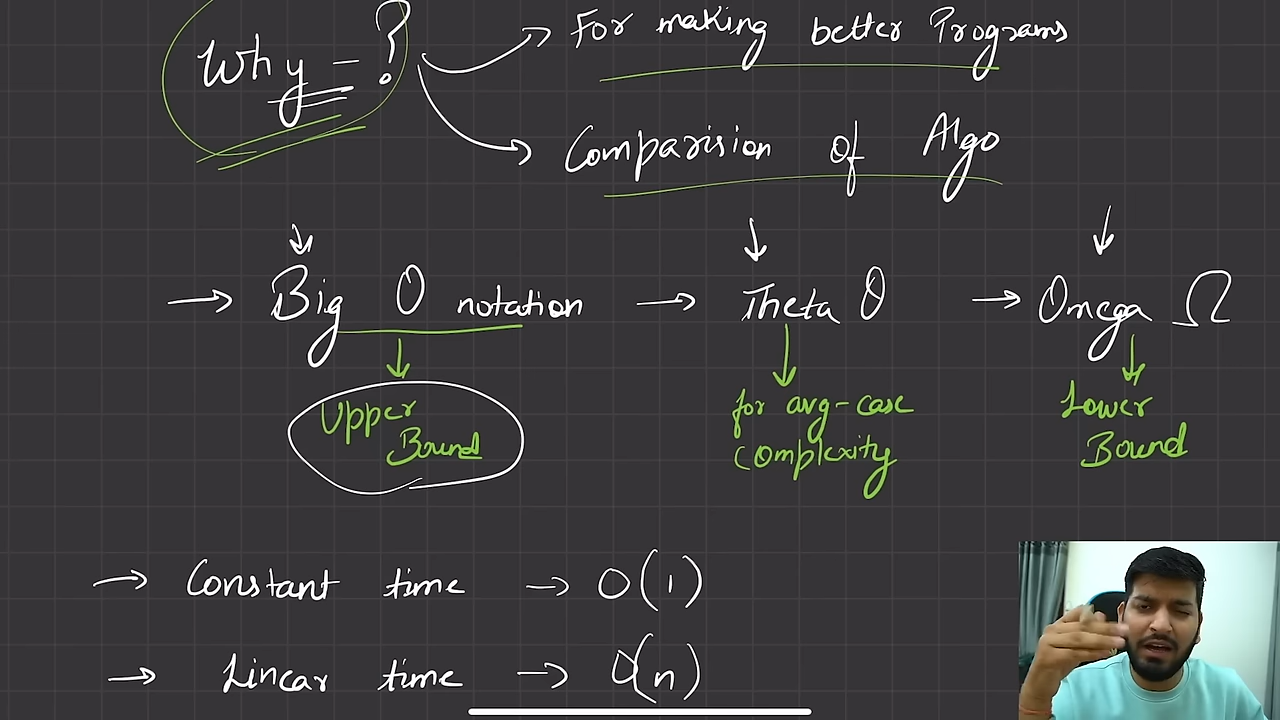 Why - ?
→ For making better Programs
→ Comparision of Algo
→ Big O notation → Theta θ → Omega Ω
Upper Bound
for avg-case complexity
Lower Bound
→ Constant time → O(1)
→ Linear time → O(n)